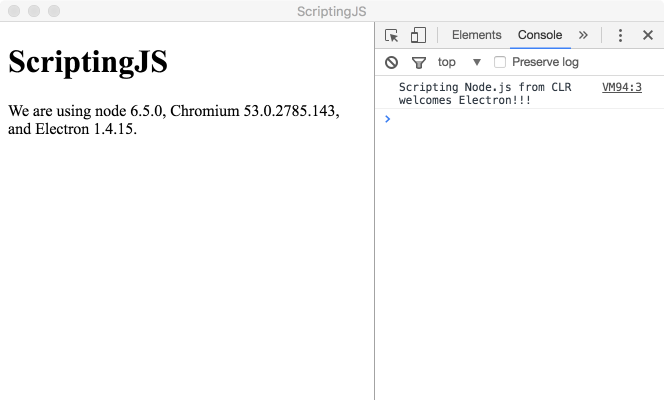 ScriptingJS
ScriptingJS
We are using node 6.5.0, Chromium 53.0.2785.143,
and Electron 1.4.15.
Elements Console »
top ▼ Preserve log
Scripting Node.js from CLR VM94:3
welcomes Electron!!!
>